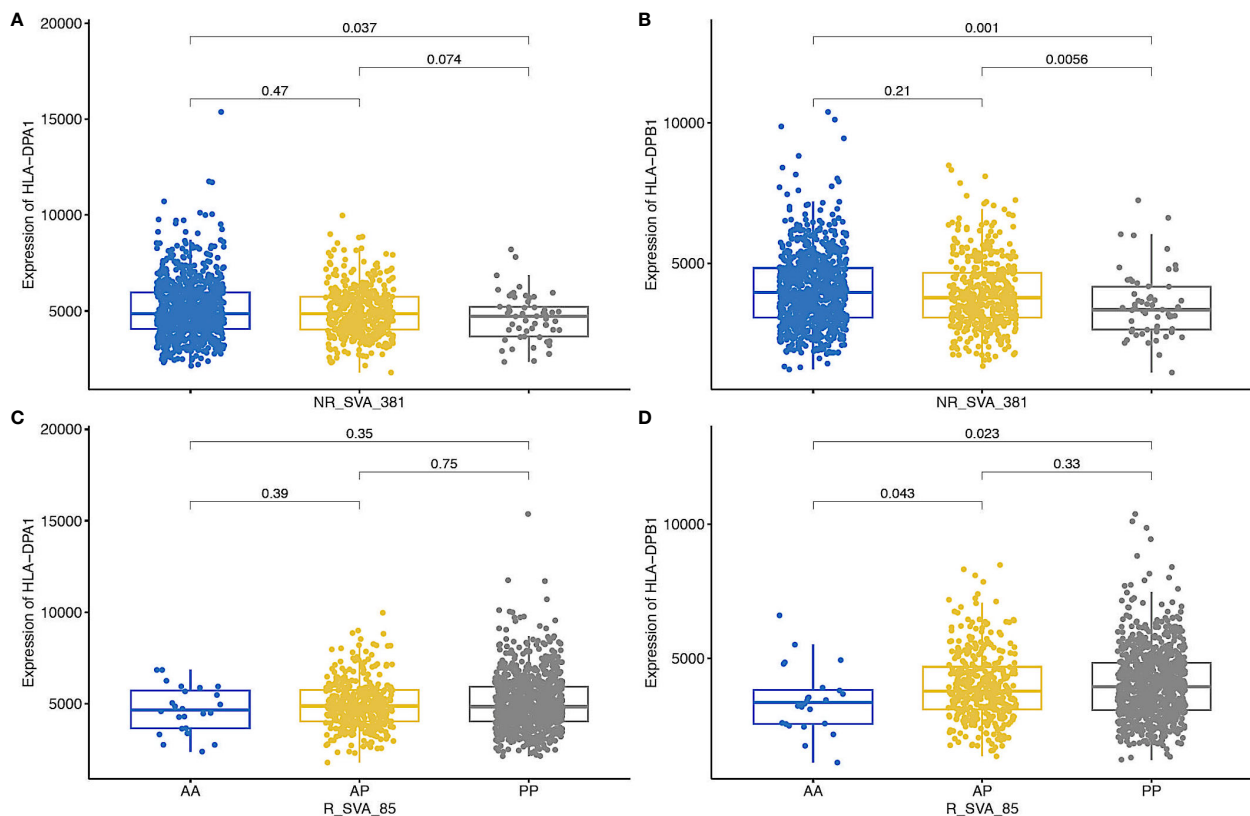 A
Expression of HLA−DPA1
20000
15000
10000
5000
0.037
0.074
0.47
NR_SVA_381
B
Expression of HLA−DPB1
10000
5000
0.001
0.0056
0.21
NR_SVA_381
C
Expression of HLA−DPA1
20000
15000
10000
5000
0
0.35
0.75
0.39
AA AP PP
R_SVA_85
D
Expression of HLA−DPB1
10000
5000
0.023
0.33
0.043
AA AP PP
R_SVA_85